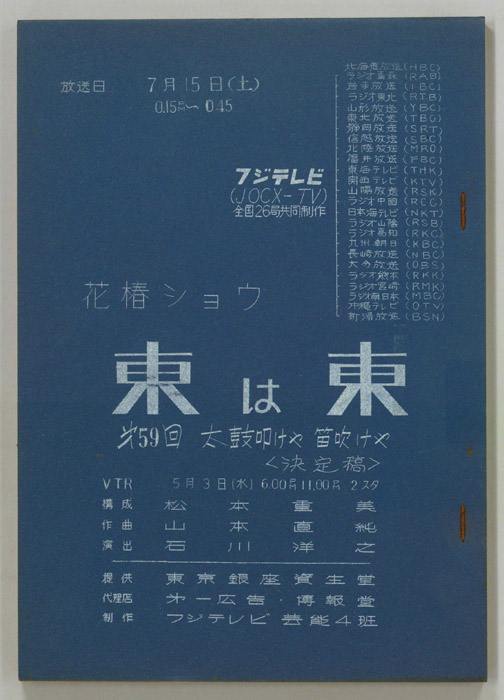 放送日 7月15日(土)
0.15〜0.45
フジテレビ
(JOCX-TV)
全国26局共同制作
北海道放送(HBC)
ラジオ青森(RAB)
岩手放送(IBC)
ラジオ東北(RTB)
山形放送(YBC)
東北放送(TBC)
静岡放送(SRT)
信越放送(SBC)
北陸放送(MRO)
福井放送(FBC)
東海テレビ(THK)
関西テレビ(KTV)
山陽放送(RSK)
ラジオ中国(RCC)
日本海テレビ(NKT)
ラジオ山陰(RSB)
ラジオ高知(RKC)
九州朝日(KBC)
長崎放送(NBC)
大分放送(OBS)
ラジオ熊本(RKK)
ラジオ宮崎(RMK)
ラジオ南日本(MBC)
沖縄テレビ(OTV)
新潟放送(BSN)
花椿ショウ
東は東
第59回 太鼓叩けや 笛吹けや
<決定稿>
VTR 5月3日(水) 6.00〜11.00 2スタ
構成 松本重美
作曲 山本直純
演出 石川洋之
提供 東京銀座資生堂
代理店 第一広告・博報堂
制作 フジテレビ 芸能4班